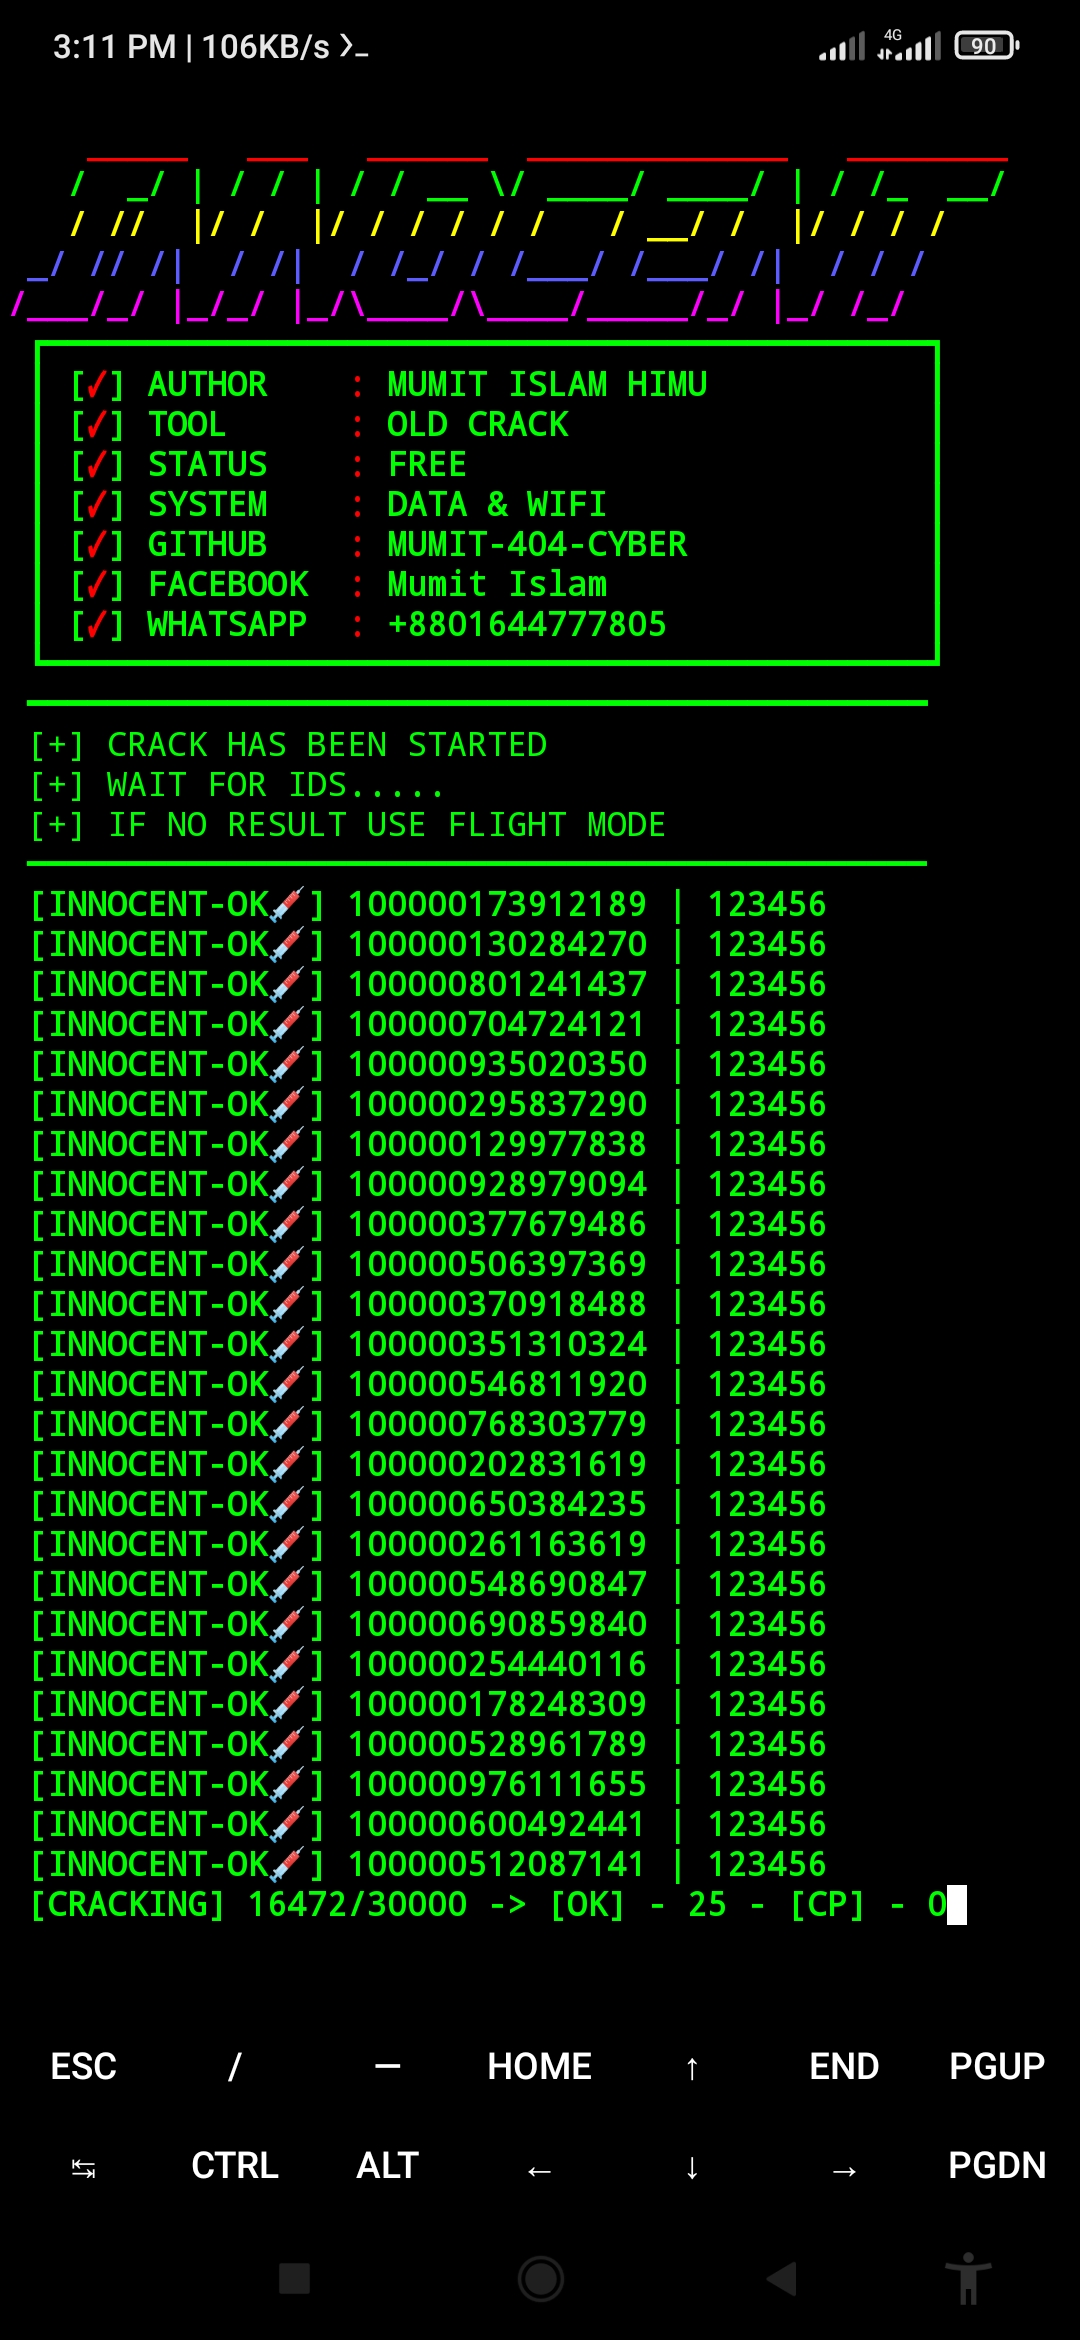 3:11 PM | 106KB/s
4G
90
INNOCENT
[✓] AUTHOR : MUMIT ISLAM HIMU
[✓] TOOL : OLD CRACK
[✓] STATUS : FREE
[✓] SYSTEM : DATA & WIFI
[✓] GITHUB : MUMIT-404-CYBER
[✓] FACEBOOK : Mumit Islam
[✓] WHATSAPP : +8801644777805
[+] CRACK HAS BEEN STARTED
[+] WAIT FOR IDS.....
[+] IF NO RESULT USE FLIGHT MODE
[INNOCENT-OK💉] 100000173912189 | 123456
[INNOCENT-OK💉] 100000130284270 | 123456
[INNOCENT-OK💉] 100000801241437 | 123456
[INNOCENT-OK💉] 100000704724121 | 123456
[INNOCENT-OK💉] 100000935020350 | 123456
[INNOCENT-OK💉] 100000295837290 | 123456
[INNOCENT-OK💉] 100000129977838 | 123456
[INNOCENT-OK💉] 100000928979094 | 123456
[INNOCENT-OK💉] 100000377679486 | 123456
[INNOCENT-OK💉] 100000506397369 | 123456
[INNOCENT-OK💉] 100000370918488 | 123456
[INNOCENT-OK💉] 100000351310324 | 123456
[INNOCENT-OK💉] 100000546811920 | 123456
[INNOCENT-OK💉] 100000768303779 | 123456
[INNOCENT-OK💉] 100000202831619 | 123456
[INNOCENT-OK💉] 100000650384235 | 123456
[INNOCENT-OK💉] 100000261163619 | 123456
[INNOCENT-OK💉] 100000548690847 | 123456
[INNOCENT-OK💉] 100000690859840 | 123456
[INNOCENT-OK💉] 100000254440116 | 123456
[INNOCENT-OK💉] 100000178248309 | 123456
[INNOCENT-OK💉] 100000528961789 | 123456
[INNOCENT-OK💉] 100000976111655 | 123456
[INNOCENT-OK💉] 100000600492441 | 123456
[INNOCENT-OK💉] 100000512087141 | 123456
[CRACKING] 16472/30000 -> [OK] - 25 - [CP] - 0
ESC / — HOME ↑ END PGUP
↹ CTRL ALT ← ↓ → PGDN